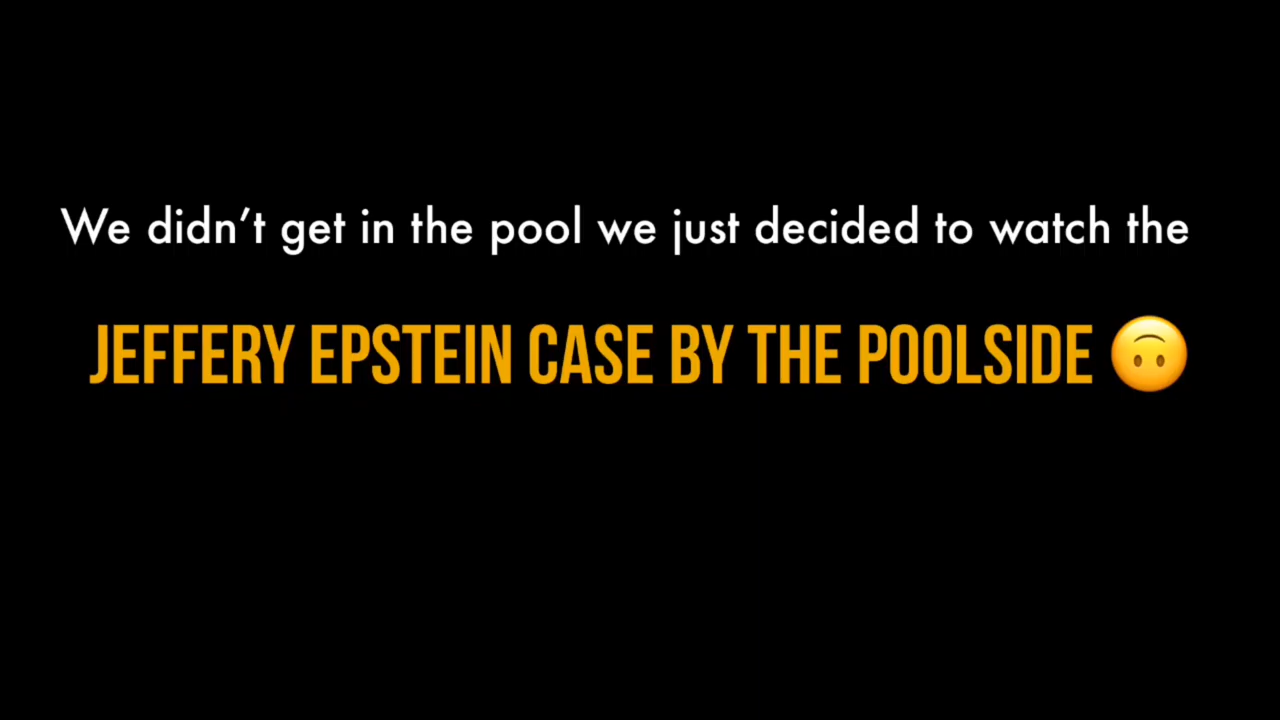 We didn’t get in the pool we just decided to watch the
JEFFERY EPSTEIN CASE BY THE POOLSIDE 🙃